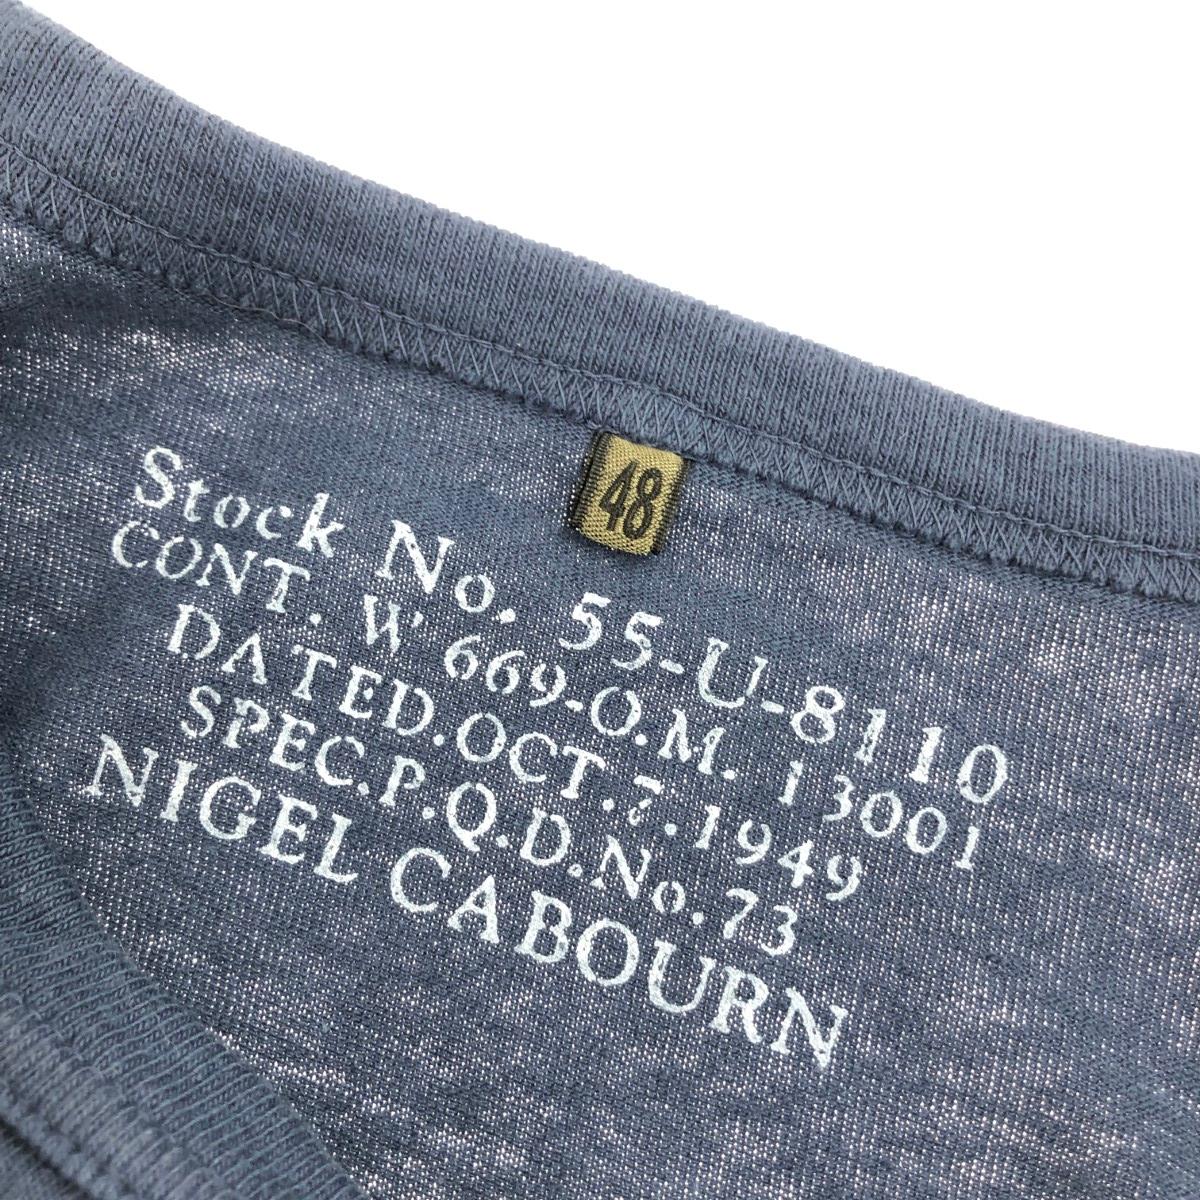 48
Stock No. 55-U-8110
CONT. W 669-O.M. 13001
DATED.OCT.7.1949
SPEC.P.Q.D.No.73
NIGEL CABOURN